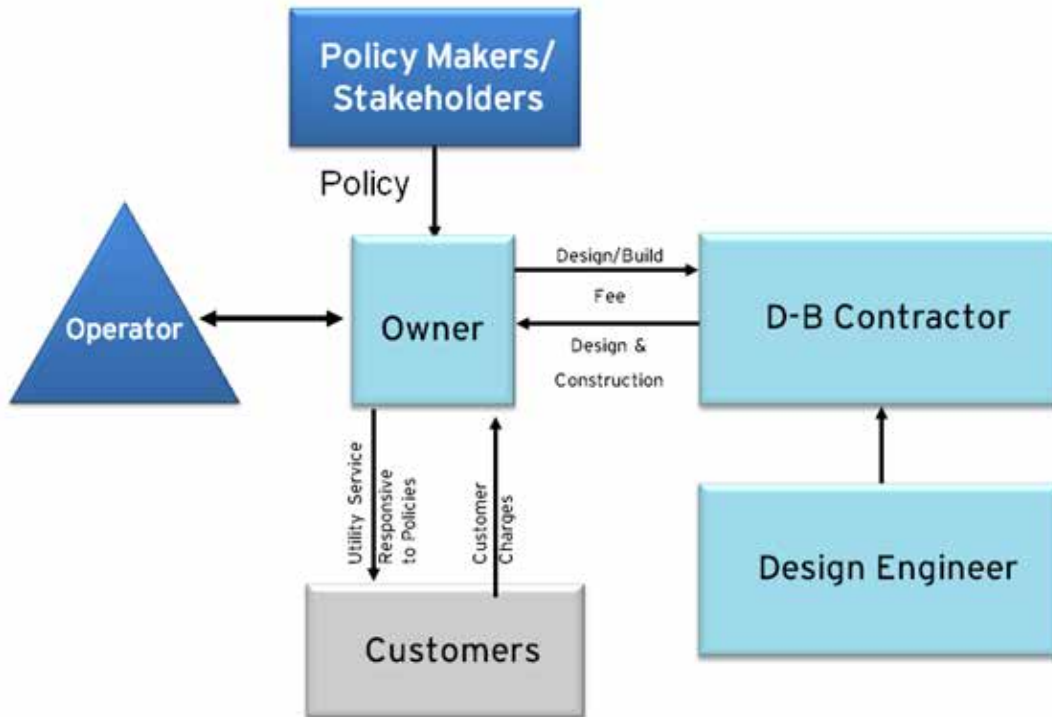 Policy Makers/
Stakeholders
Policy
Operator
Owner
Design/Build
Fee
Design &
Construction
D-B Contractor
Utility Service
Responsive
to Policies
Customer
Charges
Design Engineer
Customers